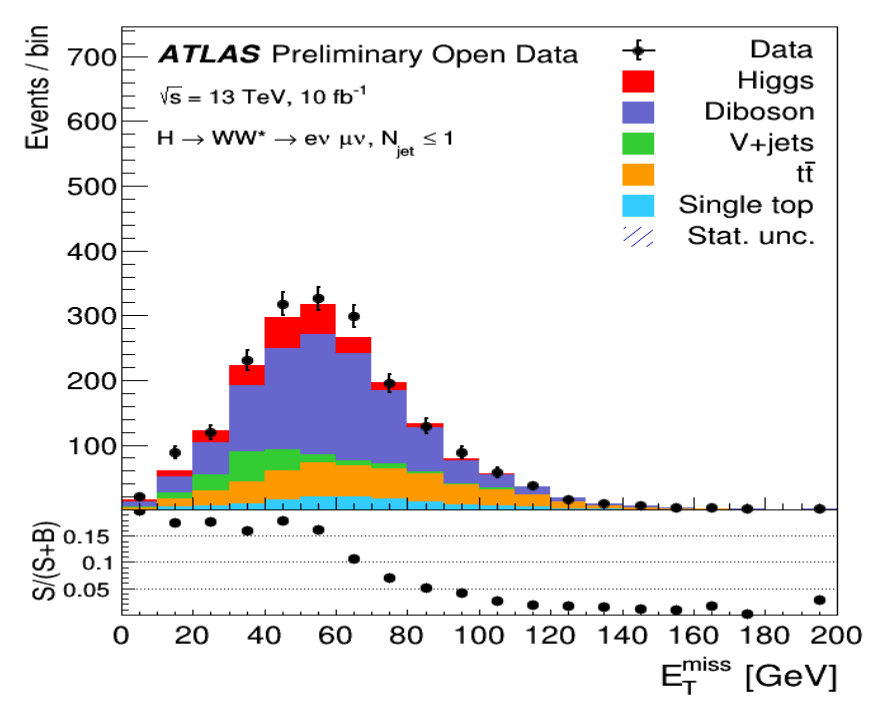 Events / bin
700
600
500
400
300
200
100
ATLAS Preliminary Open Data
√s = 13 TeV, 10 fb⁻¹
H → WW* → eν μν, N_jet ≤ 1
Data
Higgs
Diboson
V+jets
tt̄
Single top
Stat. unc.
S/(S+B)
0.15
0.1
0.05
0 20 40 60 80 100 120 140 160 180 200
E_T^miss [GeV]